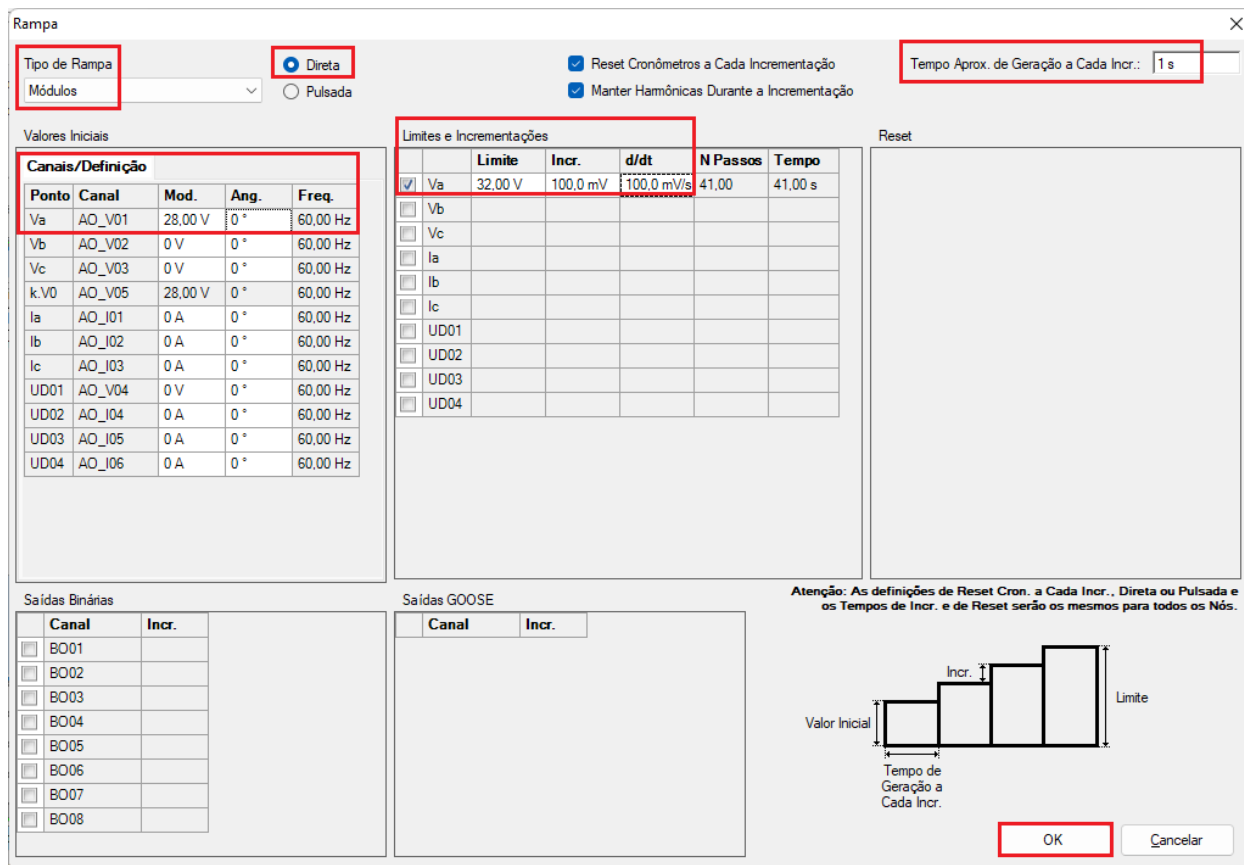 Rampa
Tipo de Rampa
Módulos
Direta
Pulsada
Reset Cronômetros a Cada Incrementação
Manter Harmônicas Durante a Incrementação
Tempo Aprox. de Geração a Cada Incr.: 1 s
Valores Iniciais
Canais/Definição
Ponto Canal Mod. Ang. Freq.
Va AO_V01 28,00 V 0 ° 60,00 Hz
Vb AO_V02 0 V 0 ° 60,00 Hz
Vc AO_V03 0 V 0 ° 60,00 Hz
k.V0 AO_V05 28,00 V 0 ° 60,00 Hz
Ia AO_I01 0 A 0 ° 60,00 Hz
Ib AO_I02 0 A 0 ° 60,00 Hz
Ic AO_I03 0 A 0 ° 60,00 Hz
UD01 AO_V04 0 V 0 ° 60,00 Hz
UD02 AO_I04 0 A 0 ° 60,00 Hz
UD03 AO_I05 0 A 0 ° 60,00 Hz
UD04 AO_I06 0 A 0 ° 60,00 Hz
Limites e Incrementações
Limite Incr. d/dt N Passos Tempo
Va 32,00 V 100,0 mV 100,0 mV/s 41,00 41,00 s
Vb
Vc
Ia
Ib
Ic
UD01
UD02
UD03
UD04
Reset
Saídas Binárias
Canal Incr.
BO01
BO02
BO03
BO04
BO05
BO06
BO07
BO08
Saídas GOOSE
Canal Incr.
Atenção: As definições de Reset Cron. a Cada Incr., Direta ou Pulsada e
os Tempos de Incr. e de Reset serão os mesmos para todos os Nós.
Incr.
Limite
Valor Inicial
Tempo de
Geração a
Cada Incr.
OK
Cancelar